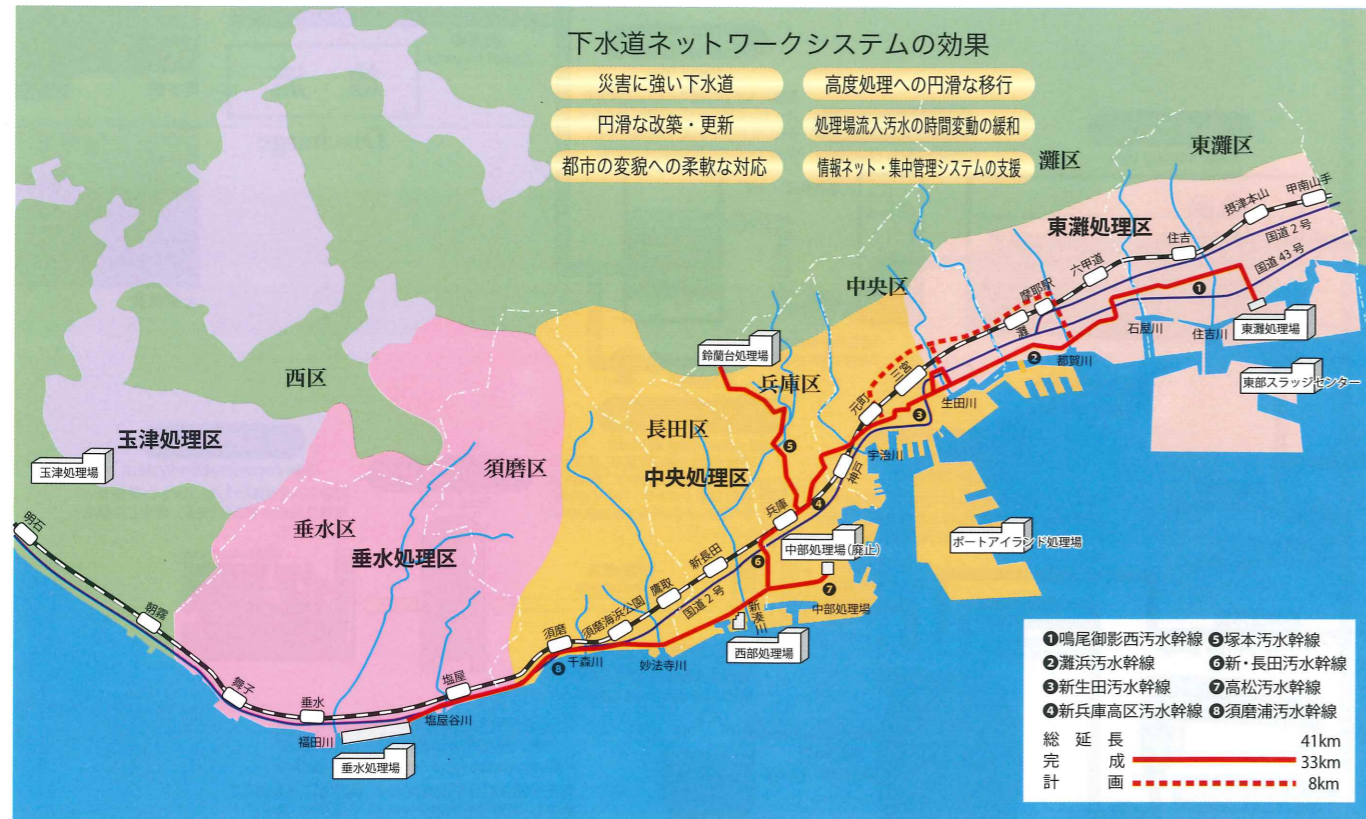 下水道ネットワークシステムの効果
災害に強い下水道
高度処理への円滑な移行
円滑な改築・更新
処理場流入汚水の時間変動の緩和
都市の変貌への柔軟な対応
情報ネット・集中管理システムの支援
東灘区
灘区
甲南山手
摂津本山
東灘処理区
住吉
国道2号
国道43号
六甲道
中央区
摩耶駅
灘
❶
石屋川
住吉川
東灘処理場
鈴蘭台処理場
❷
都賀川
東部スラッジセンター
西区
兵庫区
三宮
元町
生田川
❸
長田区
玉津処理区
❺
宇治川
玉津処理場
須磨区
中央処理区
神戸
❹
兵庫
明石
垂水区
ポートアイランド処理場
中部処理場(廃止)
垂水処理区
新長田
❻
鷹取
国道2号
❼
中部処理場
朝霧
須磨海浜公園
新湊川
須磨
西部処理場
千森川
妙法寺川
❽
塩屋
舞子
垂水
塩屋谷川
福田川
垂水処理場
❶鳴尾御影西汚水幹線 ❺塚本汚水幹線
❷灘浜汚水幹線 ❻新・長田汚水幹線
❸新生田汚水幹線 ❼高松汚水幹線
❹新兵庫高区汚水幹線 ❽須磨浦汚水幹線
総延長 41km
完成 33km
計画 8km